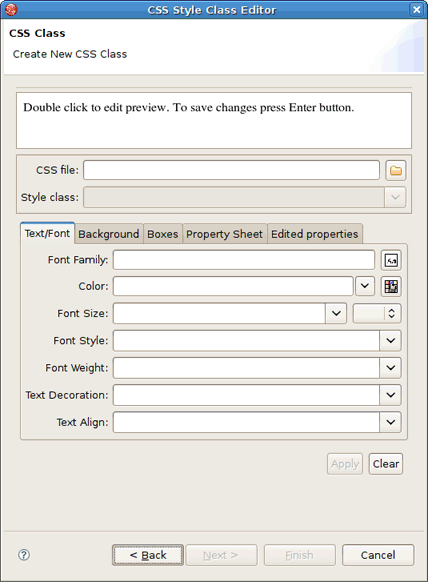 CSS Style Class Editor
CSS Class
Create New CSS Class
Double click to edit preview. To save changes press Enter button.
CSS file:
Style class:
Text/Font Background Boxes Property Sheet Edited properties
Font Family:
Color:
Font Size:
Font Style:
Font Weight:
Text Decoration:
Text Align:
Apply Clear
? < Back Next > Finish Cancel